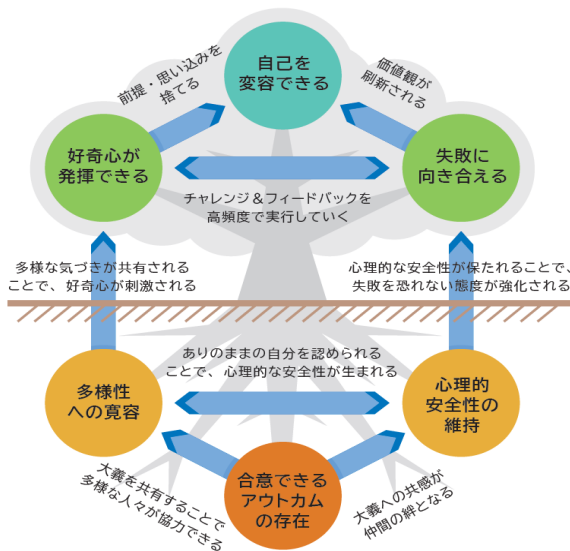 自己を
変容できる
前提・思い込みを
捨てる
価値観が
刷新される
好奇心が
発揮できる
失敗に
向き合える
チャレンジ＆フィードバックを
高頻度で実行していく
多様な気づきが共有される
ことで、好奇心が刺激される
心理的な安全性が保たれることで、
失敗を恐れない態度が強化される
ありのままの自分を認められる
ことで、心理的な安全性が生まれる
多様性
への寛容
心理的
安全性の
維持
合意できる
アウトカム
の存在
大義を共有することで
多様な人々が協力できる
大義への共感が
仲間の絆となる